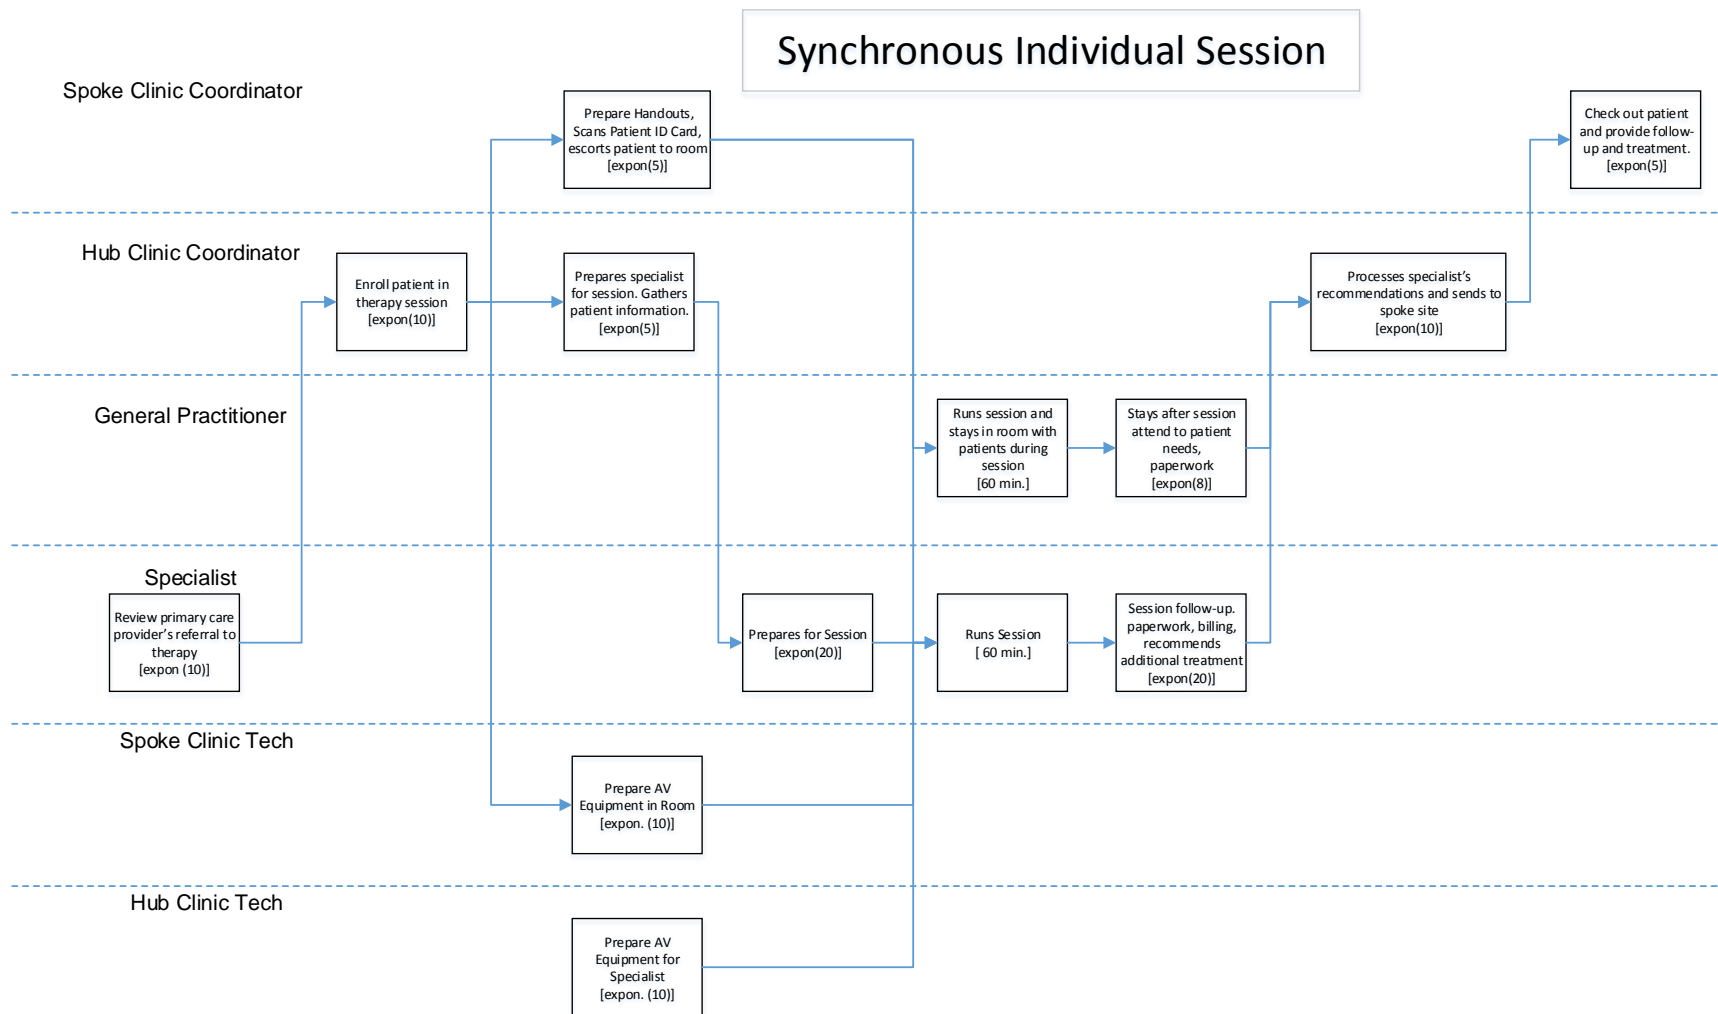 Synchronous Individual Session
Spoke Clinic Coordinator
Prepare Handouts,
Scans Patient ID Card,
escorts patient to room
[expon(5)]
Check out patient
and provide follow-
up and treatment.
[expon(5)]
Hub Clinic Coordinator
Enroll patient in
therapy session
[expon(10)]
Prepares specialist
for session. Gathers
patient information.
[expon(5)]
Processes specialist’s
recommendations and sends to
spoke site
[expon(10)]
General Practitioner
Runs session and
stays in room with
patients during
session
[60 min.]
Stays after session
attend to patient
needs,
paperwork
[expon(8)]
Specialist
Review primary care
provider’s referral to
therapy
[expon (10)]
Prepares for Session
[expon(20)]
Runs Session
[ 60 min.]
Session follow-up.
paperwork, billing,
recommends
additional treatment
[expon(20)]
Spoke Clinic Tech
Prepare AV
Equipment in Room
[expon. (10)]
Hub Clinic Tech
Prepare AV
Equipment for
Specialist
[expon. (10)]